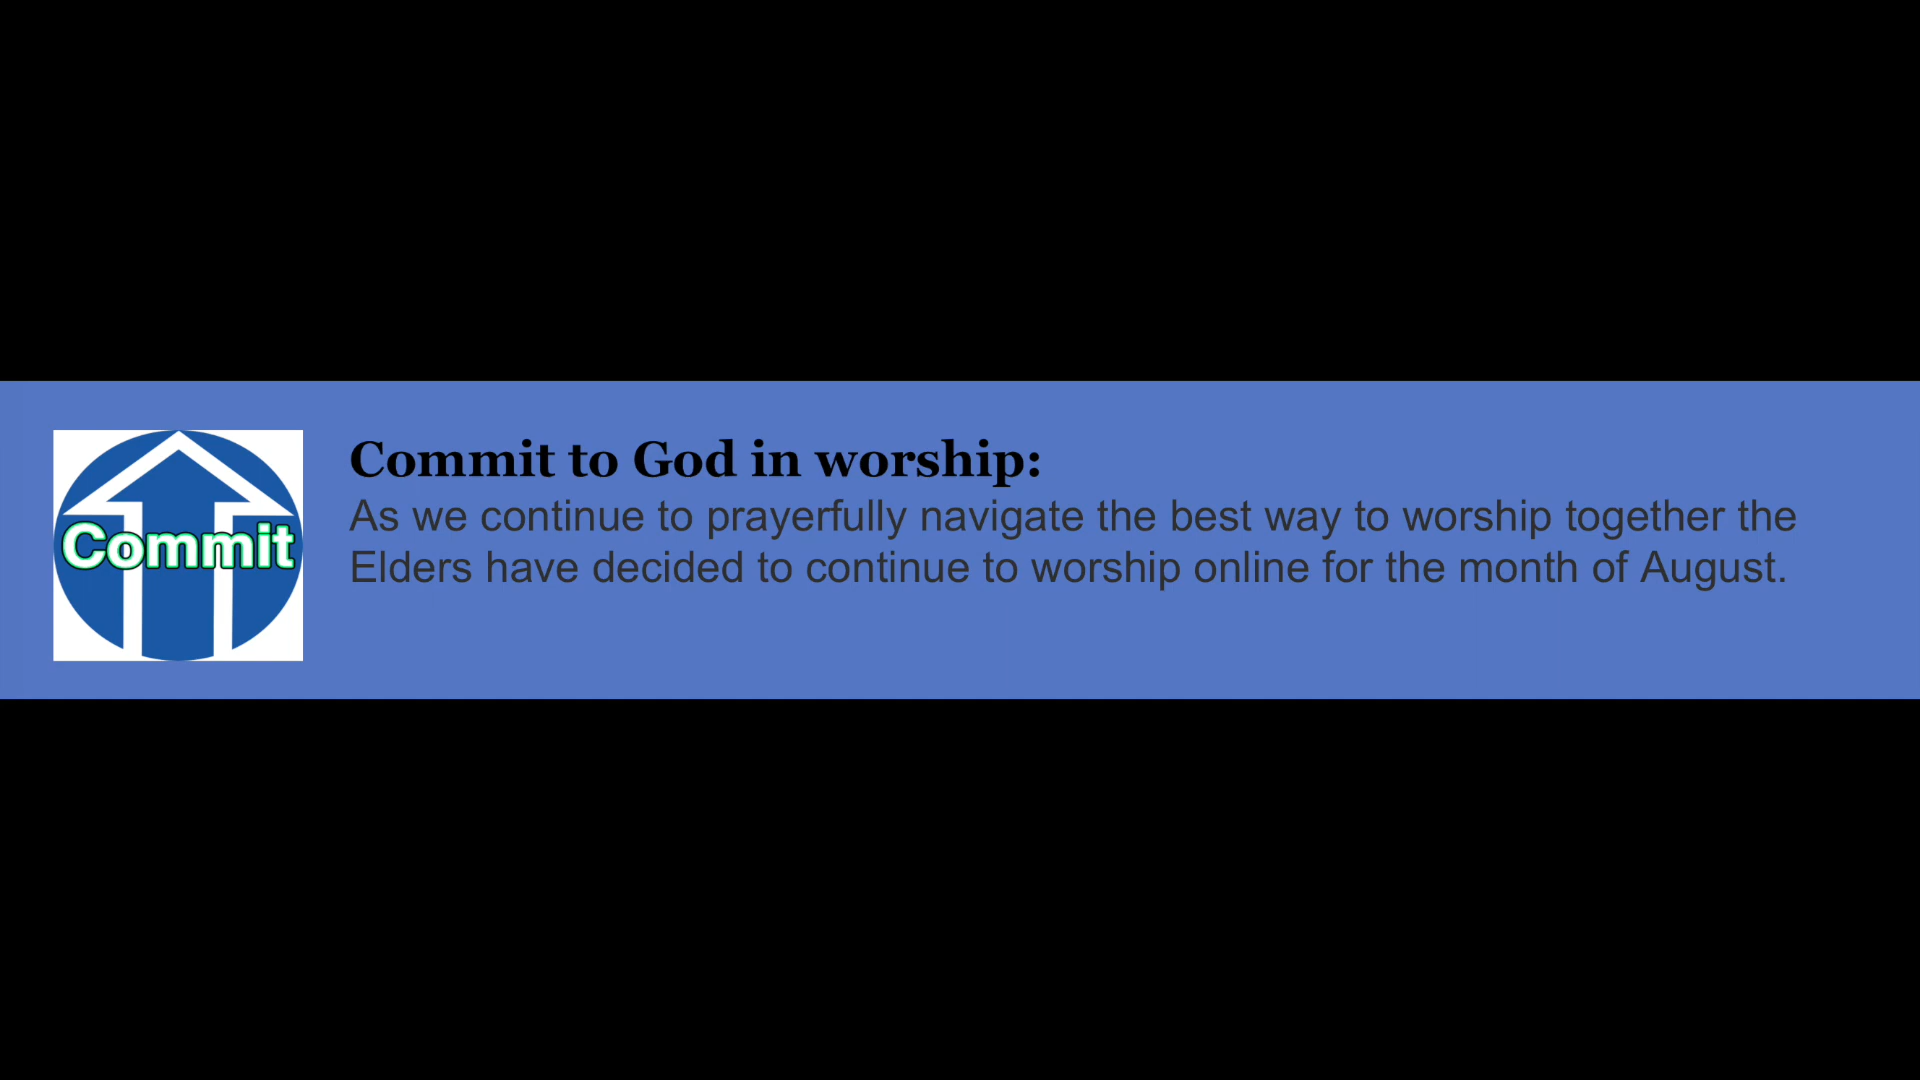 Commit
Commit to God in worship:
As we continue to prayerfully navigate the best way to worship together the
Elders have decided to continue to worship online for the month of August.